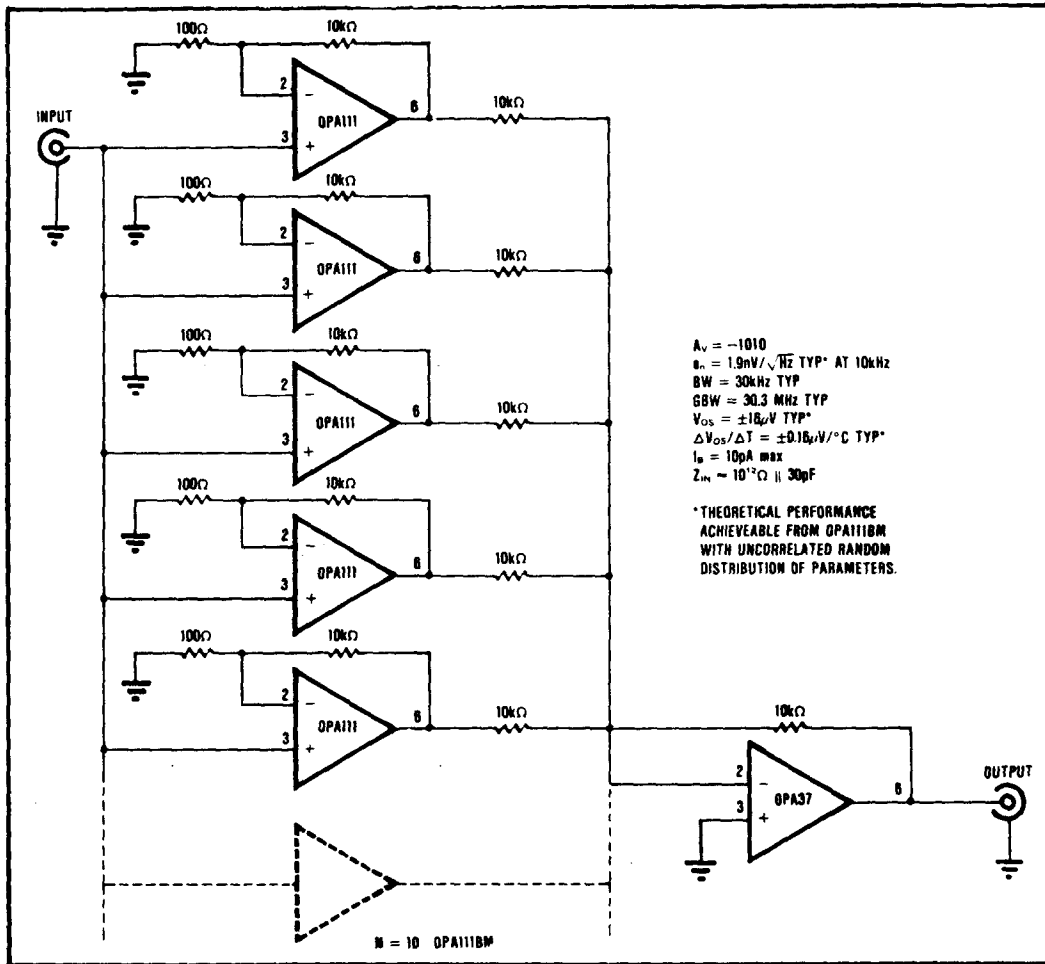 100Ω 10kΩ
2 −
OPA111
6
10kΩ
INPUT
3 +
100Ω 10kΩ
2 −
OPA111
6
10kΩ
3 +
100Ω 10kΩ
2 −
OPA111
6
10kΩ
3 +
100Ω 10kΩ
2 −
OPA111
6
10kΩ
3 +
100Ω 10kΩ
2 −
OPA111
6
10kΩ
3 +
Aᵥ = −1010
eₙ = 1.9nV/√Hz TYP* AT 10kHz
BW = 30kHz TYP
GBW = 30.3 MHz TYP
Vos = ±16μV TYP*
ΔVos/ΔT = ±0.16μV/°C TYP*
I_B = 10pA max
Z_IN ~ 10¹²Ω || 30pF
*THEORETICAL PERFORMANCE
ACHIEVEABLE FROM OPA111BM
WITH UNCORRELATED RANDOM
DISTRIBUTION OF PARAMETERS.
10kΩ
2 −
OPA37
6
3 +
OUTPUT
N = 10 OPA111BM